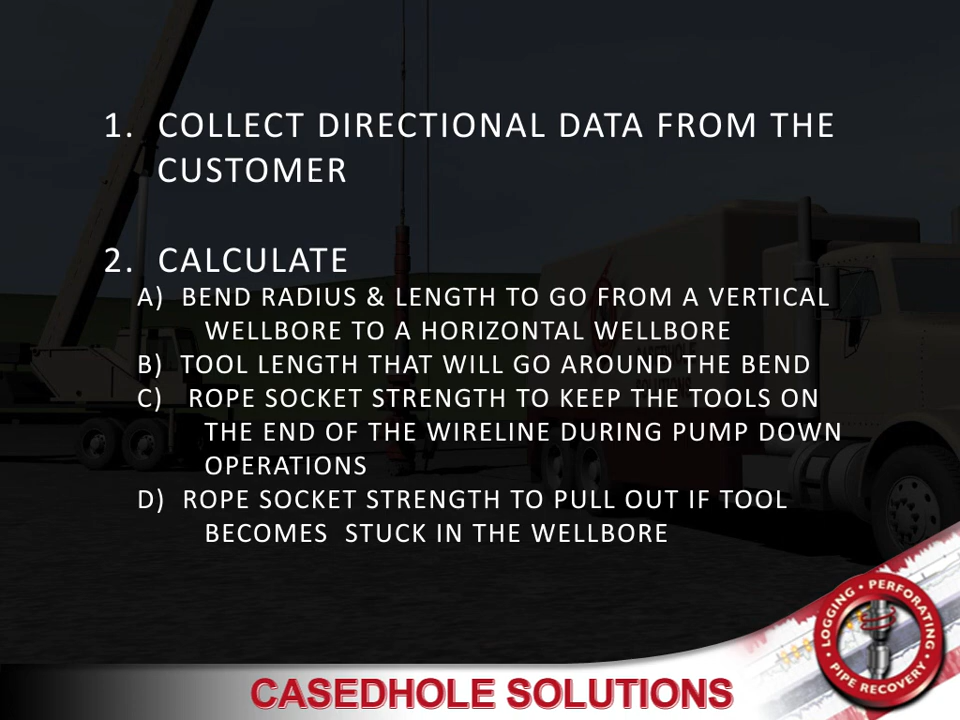 1. COLLECT DIRECTIONAL DATA FROM THE
CUSTOMER
2. CALCULATE
A) BEND RADIUS & LENGTH TO GO FROM A VERTICAL
WELLBORE TO A HORIZONTAL WELLBORE
B) TOOL LENGTH THAT WILL GO AROUND THE BEND
C) ROPE SOCKET STRENGTH TO KEEP THE TOOLS ON
THE END OF THE WIRELINE DURING PUMP DOWN
OPERATIONS
D) ROPE SOCKET STRENGTH TO PULL OUT IF TOOL
BECOMES STUCK IN THE WELLBORE
CASEDHOLE
SOLUTIONS
• LOGGING • PERFORATING •
PIPE RECOVERY
CASEDHOLE SOLUTIONS